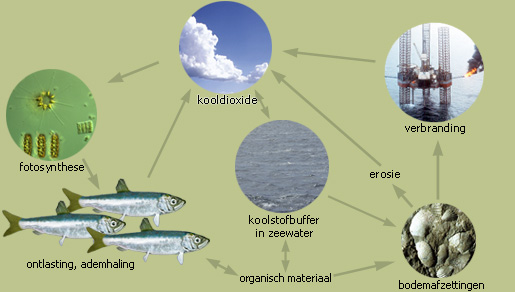 kooldioxide
verbranding
fotosynthese
erosie
koolstofbuffer
in zeewater
ontlasting, ademhaling
organisch materiaal
bodemafzettingen